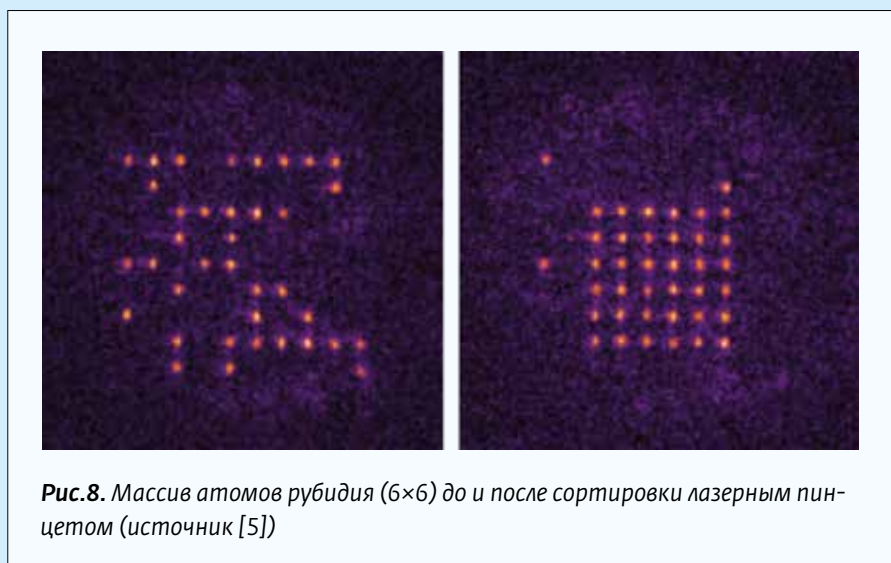 Рис.8. Массив атомов рубидия (6×6) до и после сортировки лазерным пин-
цетом (источник [5])